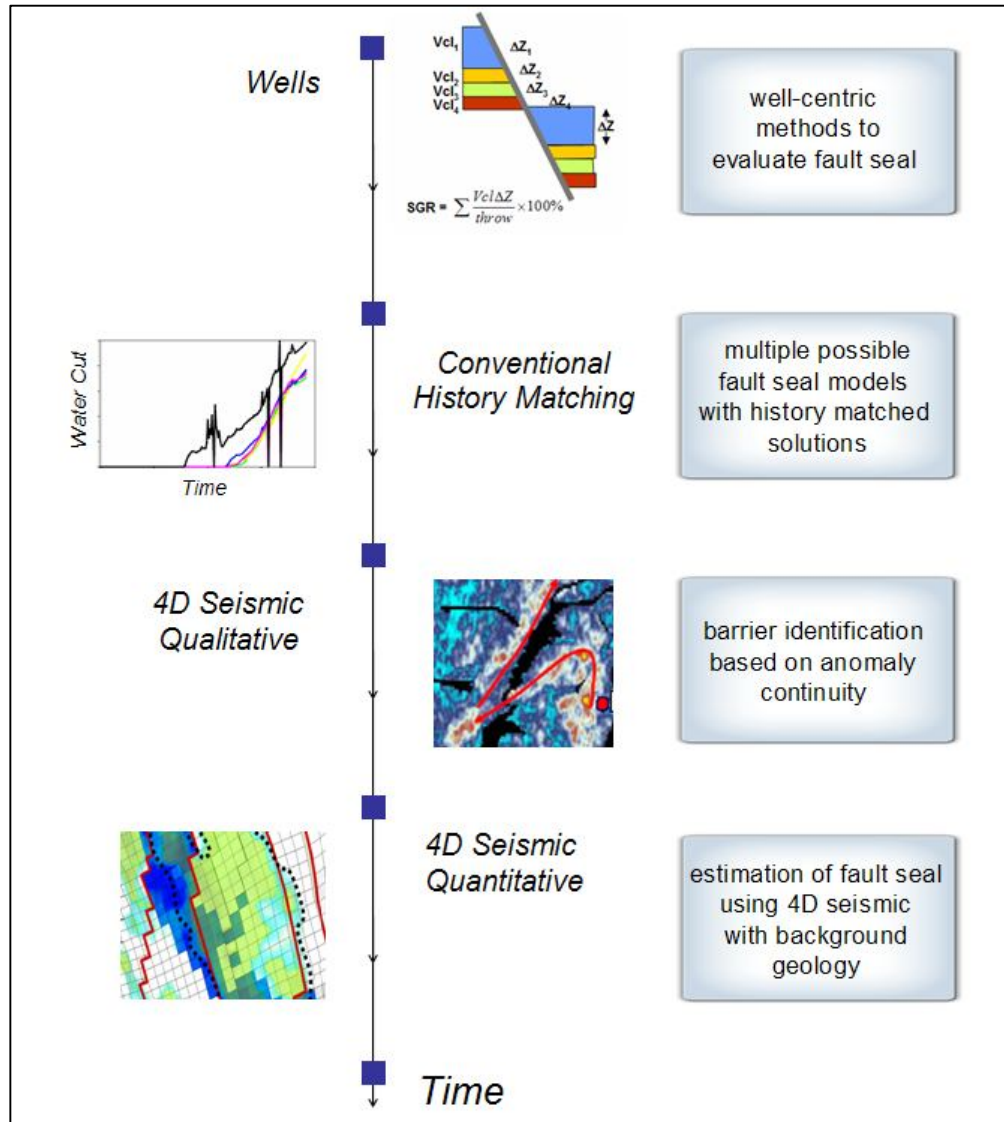 Wells
Vcl1
Vcl2
Vcl3
Vcl4
ΔZ1
ΔZ2
ΔZ3
ΔZ4
ΔZ
SGR = ∑ VclΔZ / throw ×100%
well-centric
methods to
evaluate fault seal
Water Cut
Time
Conventional
History Matching
multiple possible
fault seal models
with history matched
solutions
4D Seismic
Qualitative
barrier identification
based on anomaly
continuity
4D Seismic
Quantitative
estimation of fault seal
using 4D seismic
with background
geology
Time